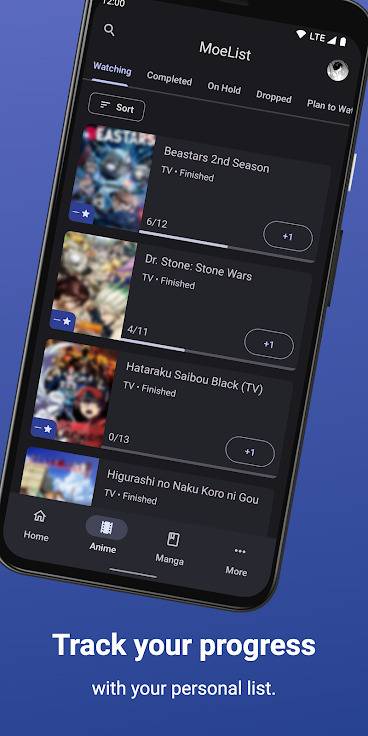 12:00
LTE
MoeList
Watching
Completed
On Hold
Dropped
Plan to Wat
Sort
BEASTARS
Beastars 2nd Season
TV • Finished
6/12
+1
Dr. Stone: Stone Wars
TV • Finished
4/11
+1
Hataraku Saibou Black (TV)
TV • Finished
0/13
+1
Higurashi no Naku Koro ni Gou
TV • Finished
Home
Anime
Manga
More
Track your progress
with your personal list.